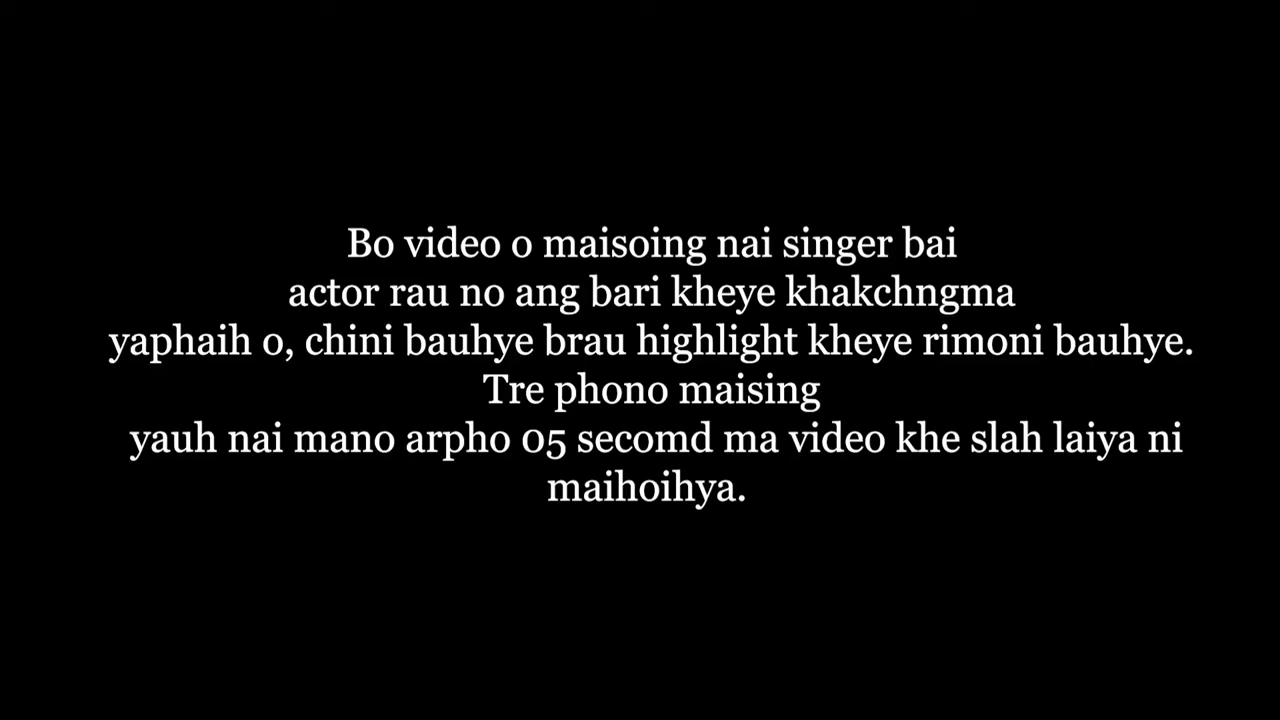 Bo video o maisoing nai singer bai
actor rau no ang bari kheye khakchngma
yaphaih o, chini bauhye brau highlight kheye rimoni bauhye.
Tre phono maising
yauh nai mano arpho 05 secomd ma video khe slah laiya ni
maihoihya.